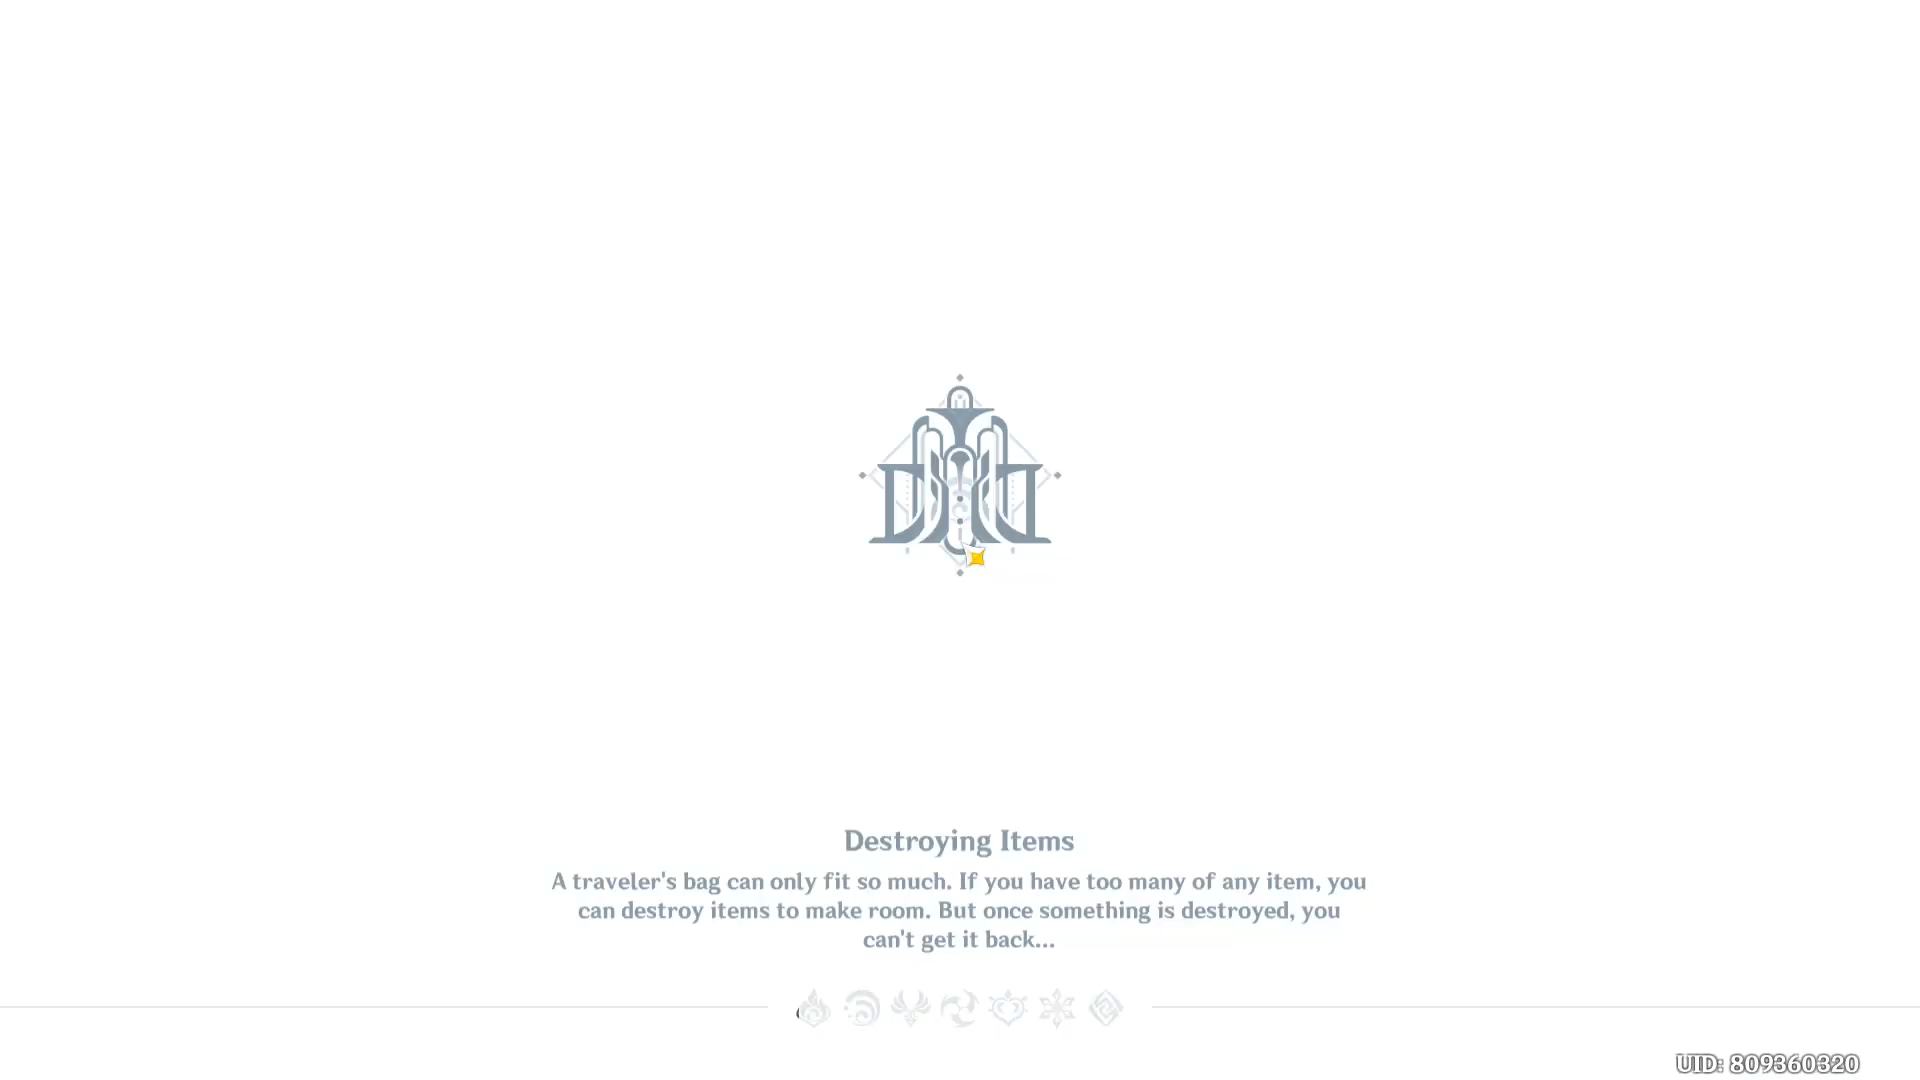 Destroying Items
A traveler's bag can only fit so much. If you have too many of any item, you
can destroy items to make room. But once something is destroyed, you
can't get it back...
UID: 809360320